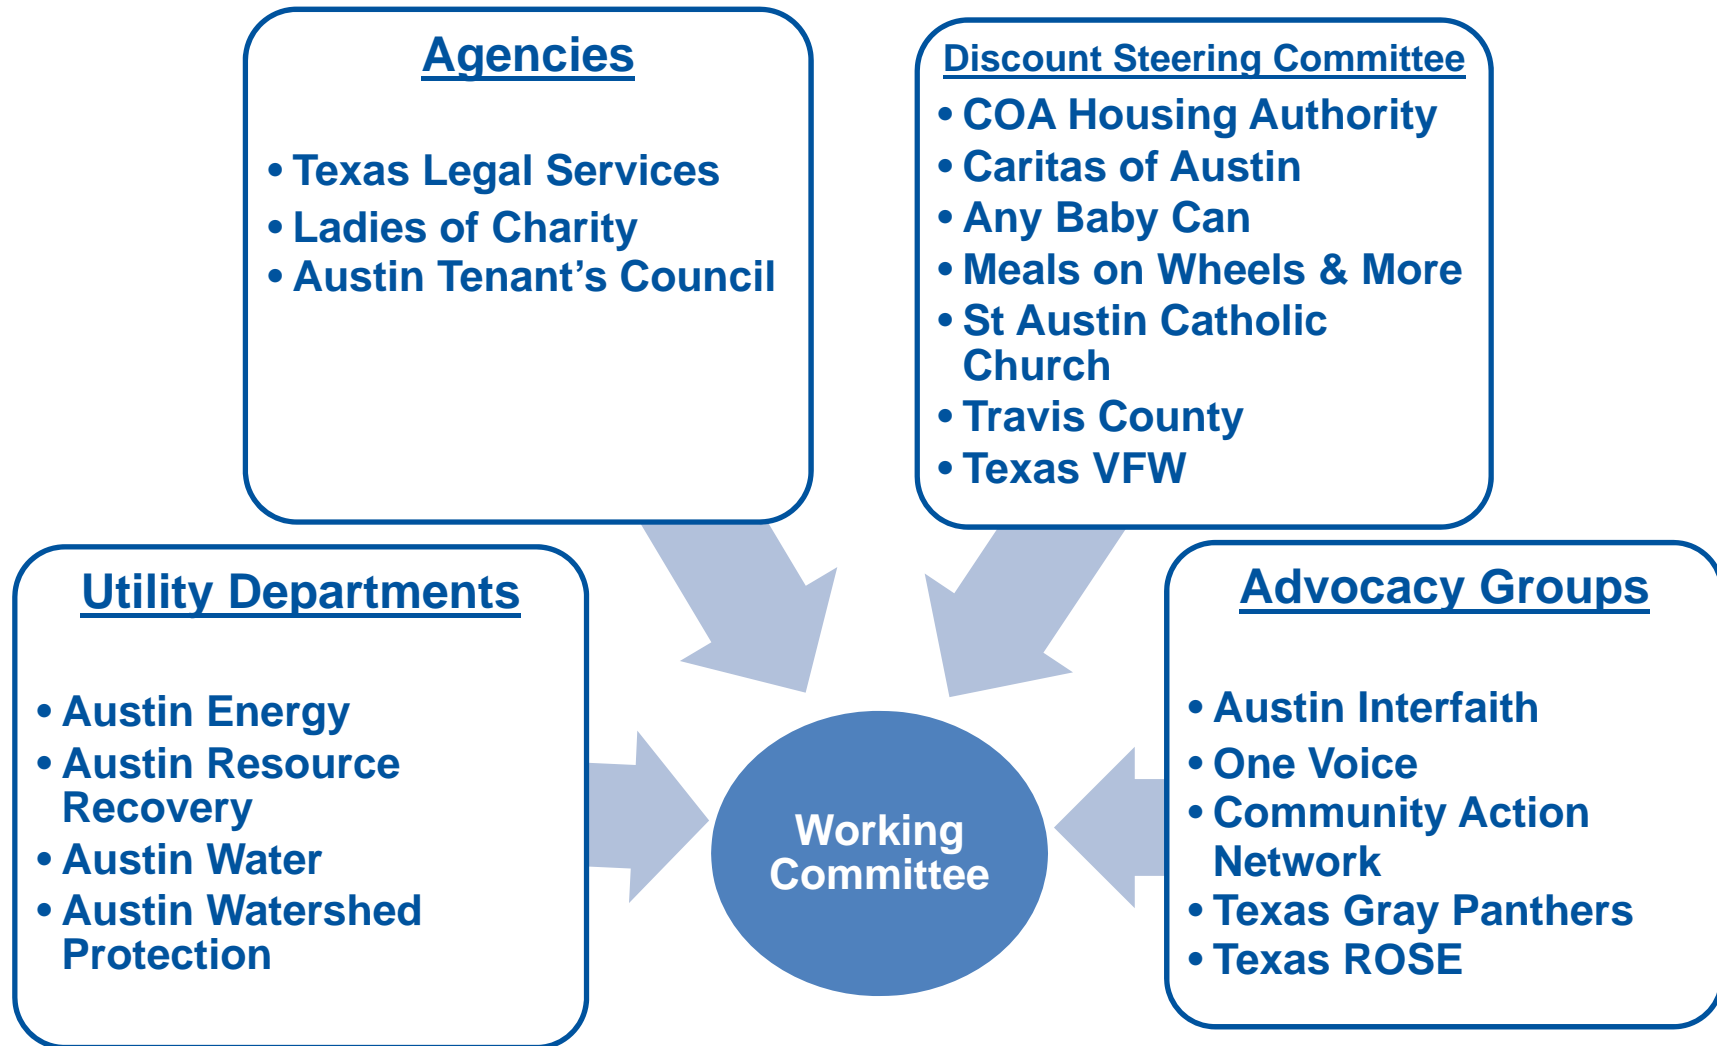 Agencies
• Texas Legal Services
• Ladies of Charity
• Austin Tenant’s Council
Discount Steering Committee
• COA Housing Authority
• Caritas of Austin
• Any Baby Can
• Meals on Wheels & More
• St Austin Catholic
Church
• Travis County
• Texas VFW
Utility Departments
• Austin Energy
• Austin Resource
Recovery
• Austin Water
• Austin Watershed
Protection
Working
Committee
Advocacy Groups
• Austin Interfaith
• One Voice
• Community Action
Network
• Texas Gray Panthers
• Texas ROSE